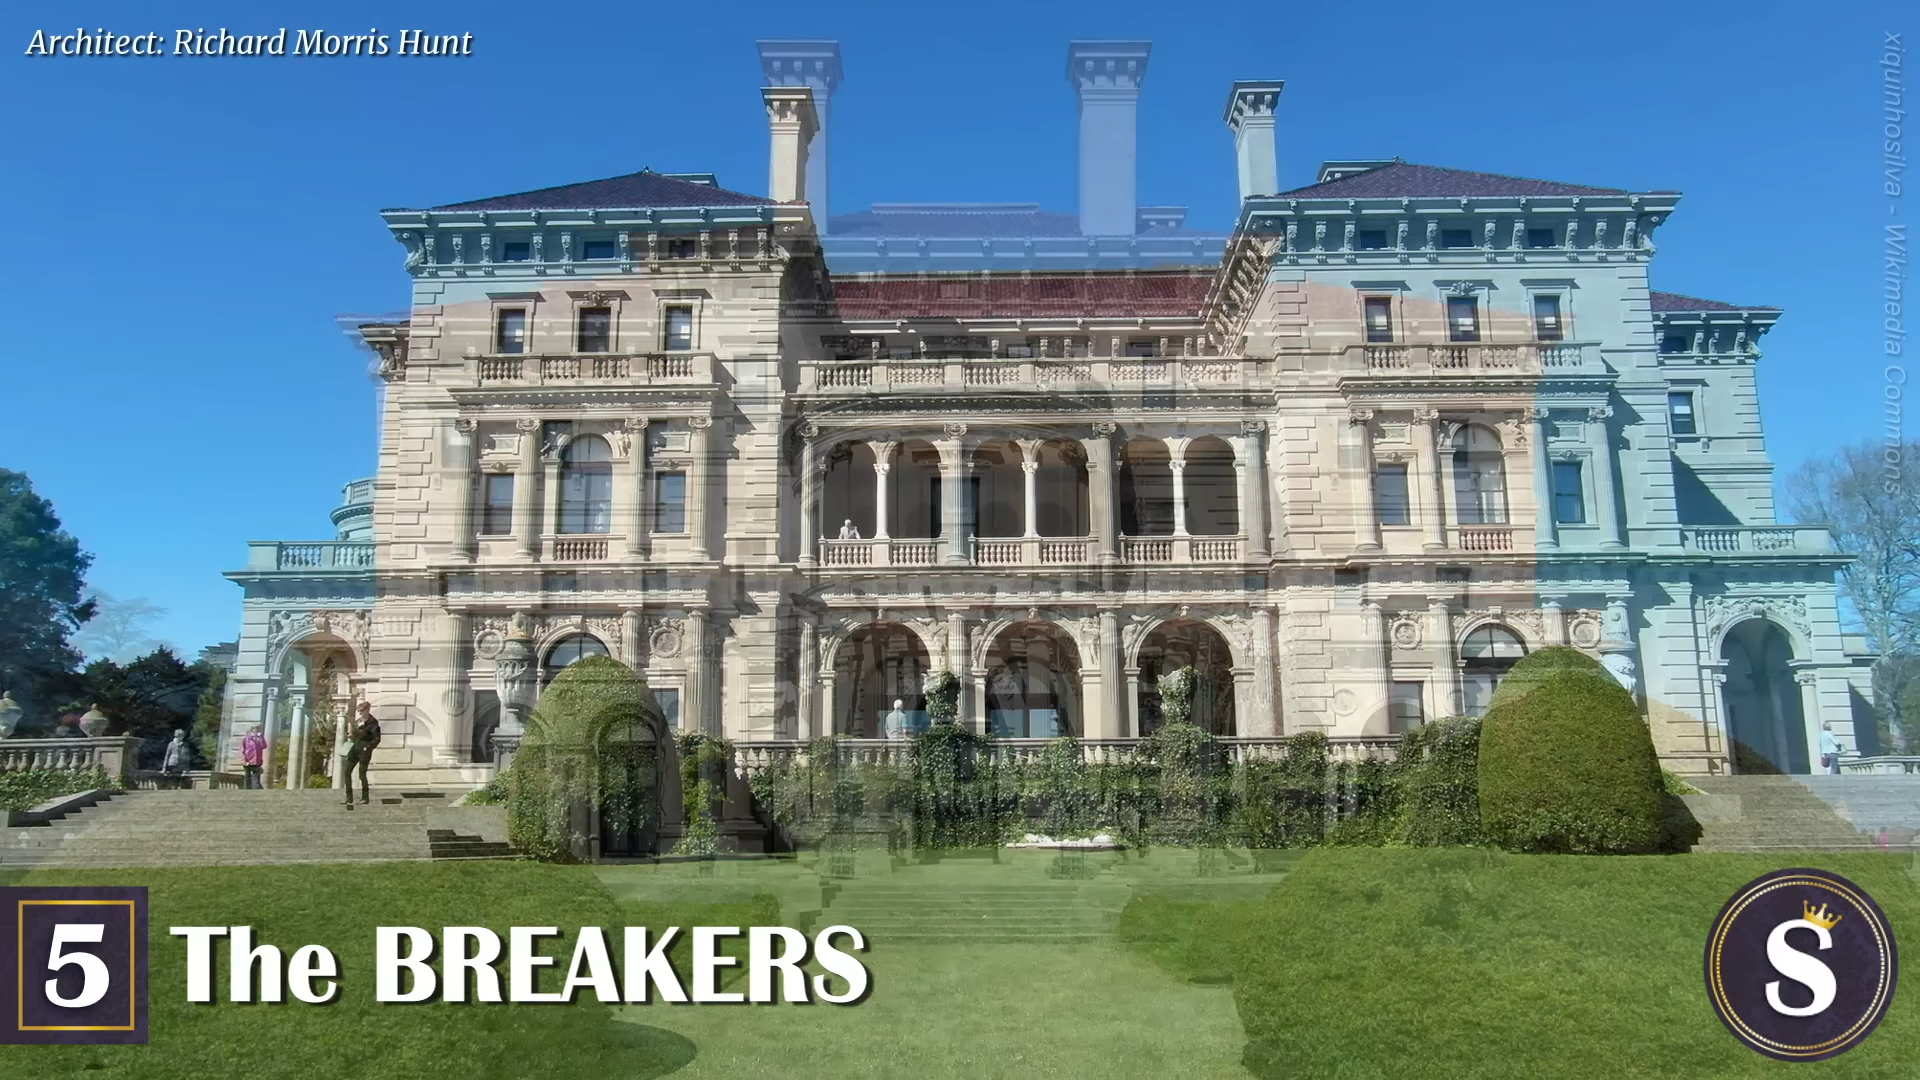 Architect: Richard Morris Hunt
xiquinhosilva - Wikimedia Commons
5
The BREAKERS
S